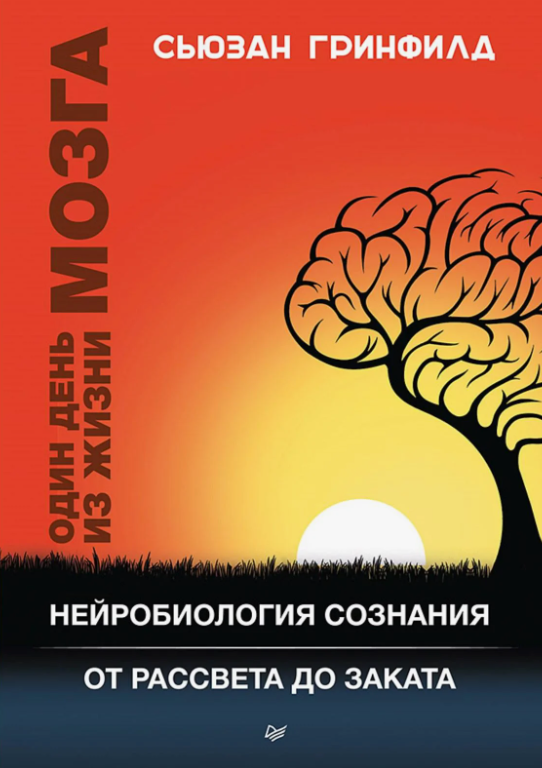 СЬЮЗАН ГРИНФИЛД
ОДИН ДЕНЬ
ИЗ ЖИЗНИ
МОЗГА
НЕЙРОБИОЛОГИЯ СОЗНАНИЯ
ОТ РАССВЕТА ДО ЗАКАТА